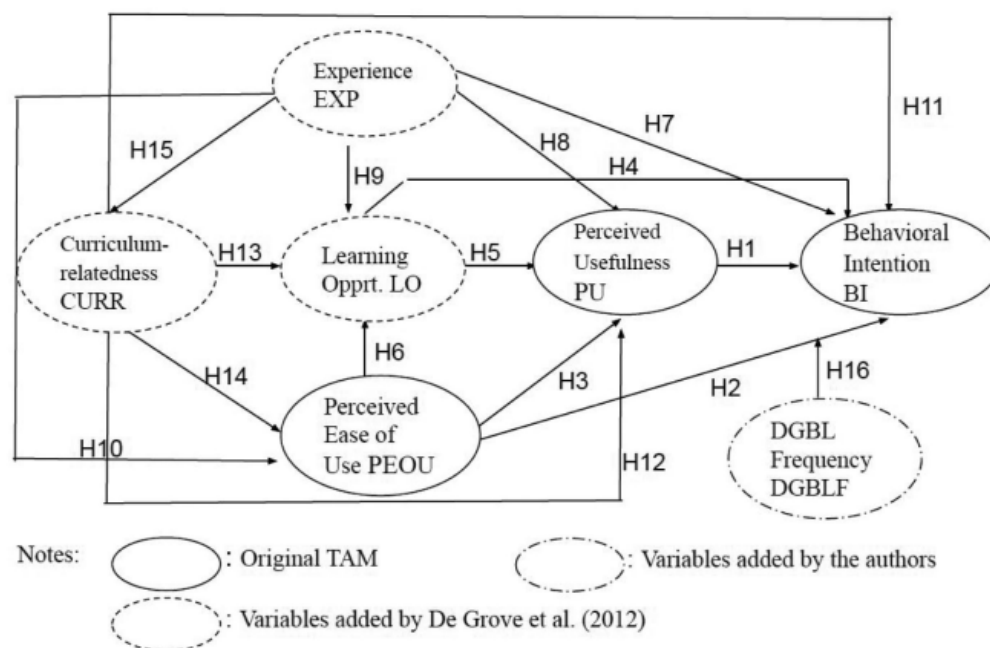 Experience
EXP
H11
H7
H15
H8
H4
H9
Curriculum-
relatedness
CURR
H13
Learning
Opprt. LO
H5
Perceived
Usefulness
PU
H1
Behavioral
Intention
BI
H6
H14
H3
H2
H16
Perceived
Ease of
Use PEOU
H10
H12
DGBL
Frequency
DGBLF
Notes:
: Original TAM
: Variables added by the authors
: Variables added by De Grove et al. (2012)